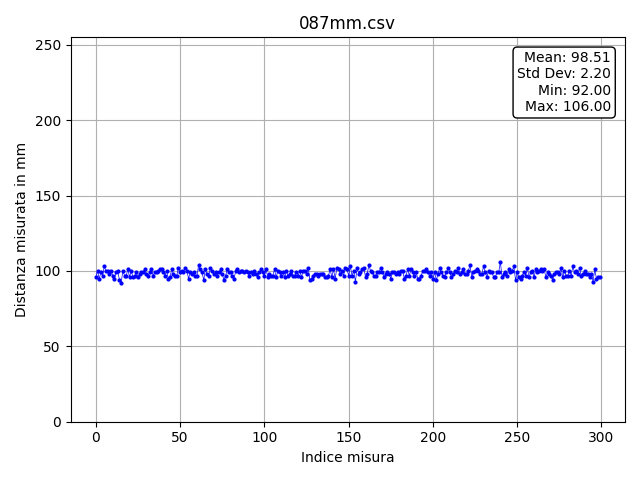 087mm.csv
Mean: 98.51
Std Dev: 2.20
Min: 92.00
Max: 106.00
Distanza misurata in mm
250
200
150
100
50
0
0 50 100 150 200 250 300
Indice misura